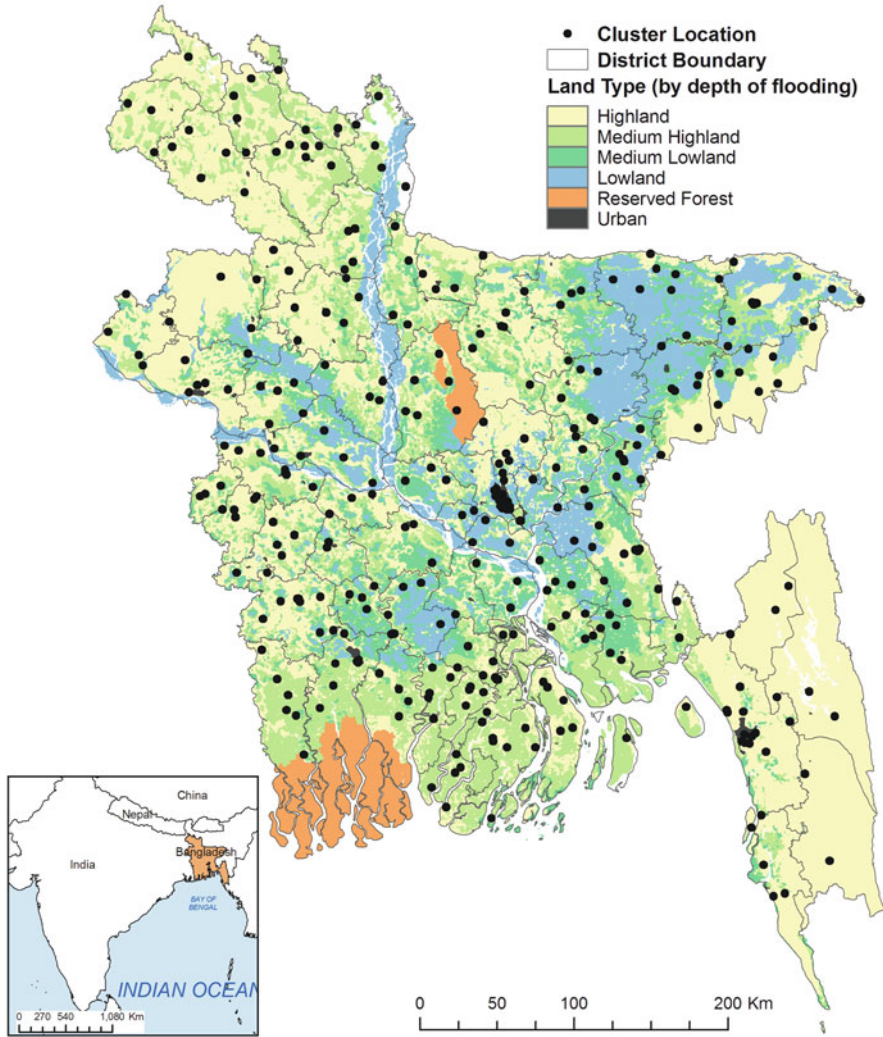 Cluster Location
District Boundary
Land Type (by depth of flooding)
Highland
Medium Highland
Medium Lowland
Lowland
Reserved Forest
Urban
China
Nepal
India
Bangladesh
BAY OF
BENGAL
INDIAN OCEAN
0 270 540 1,080 Km
0 50 100 200 Km